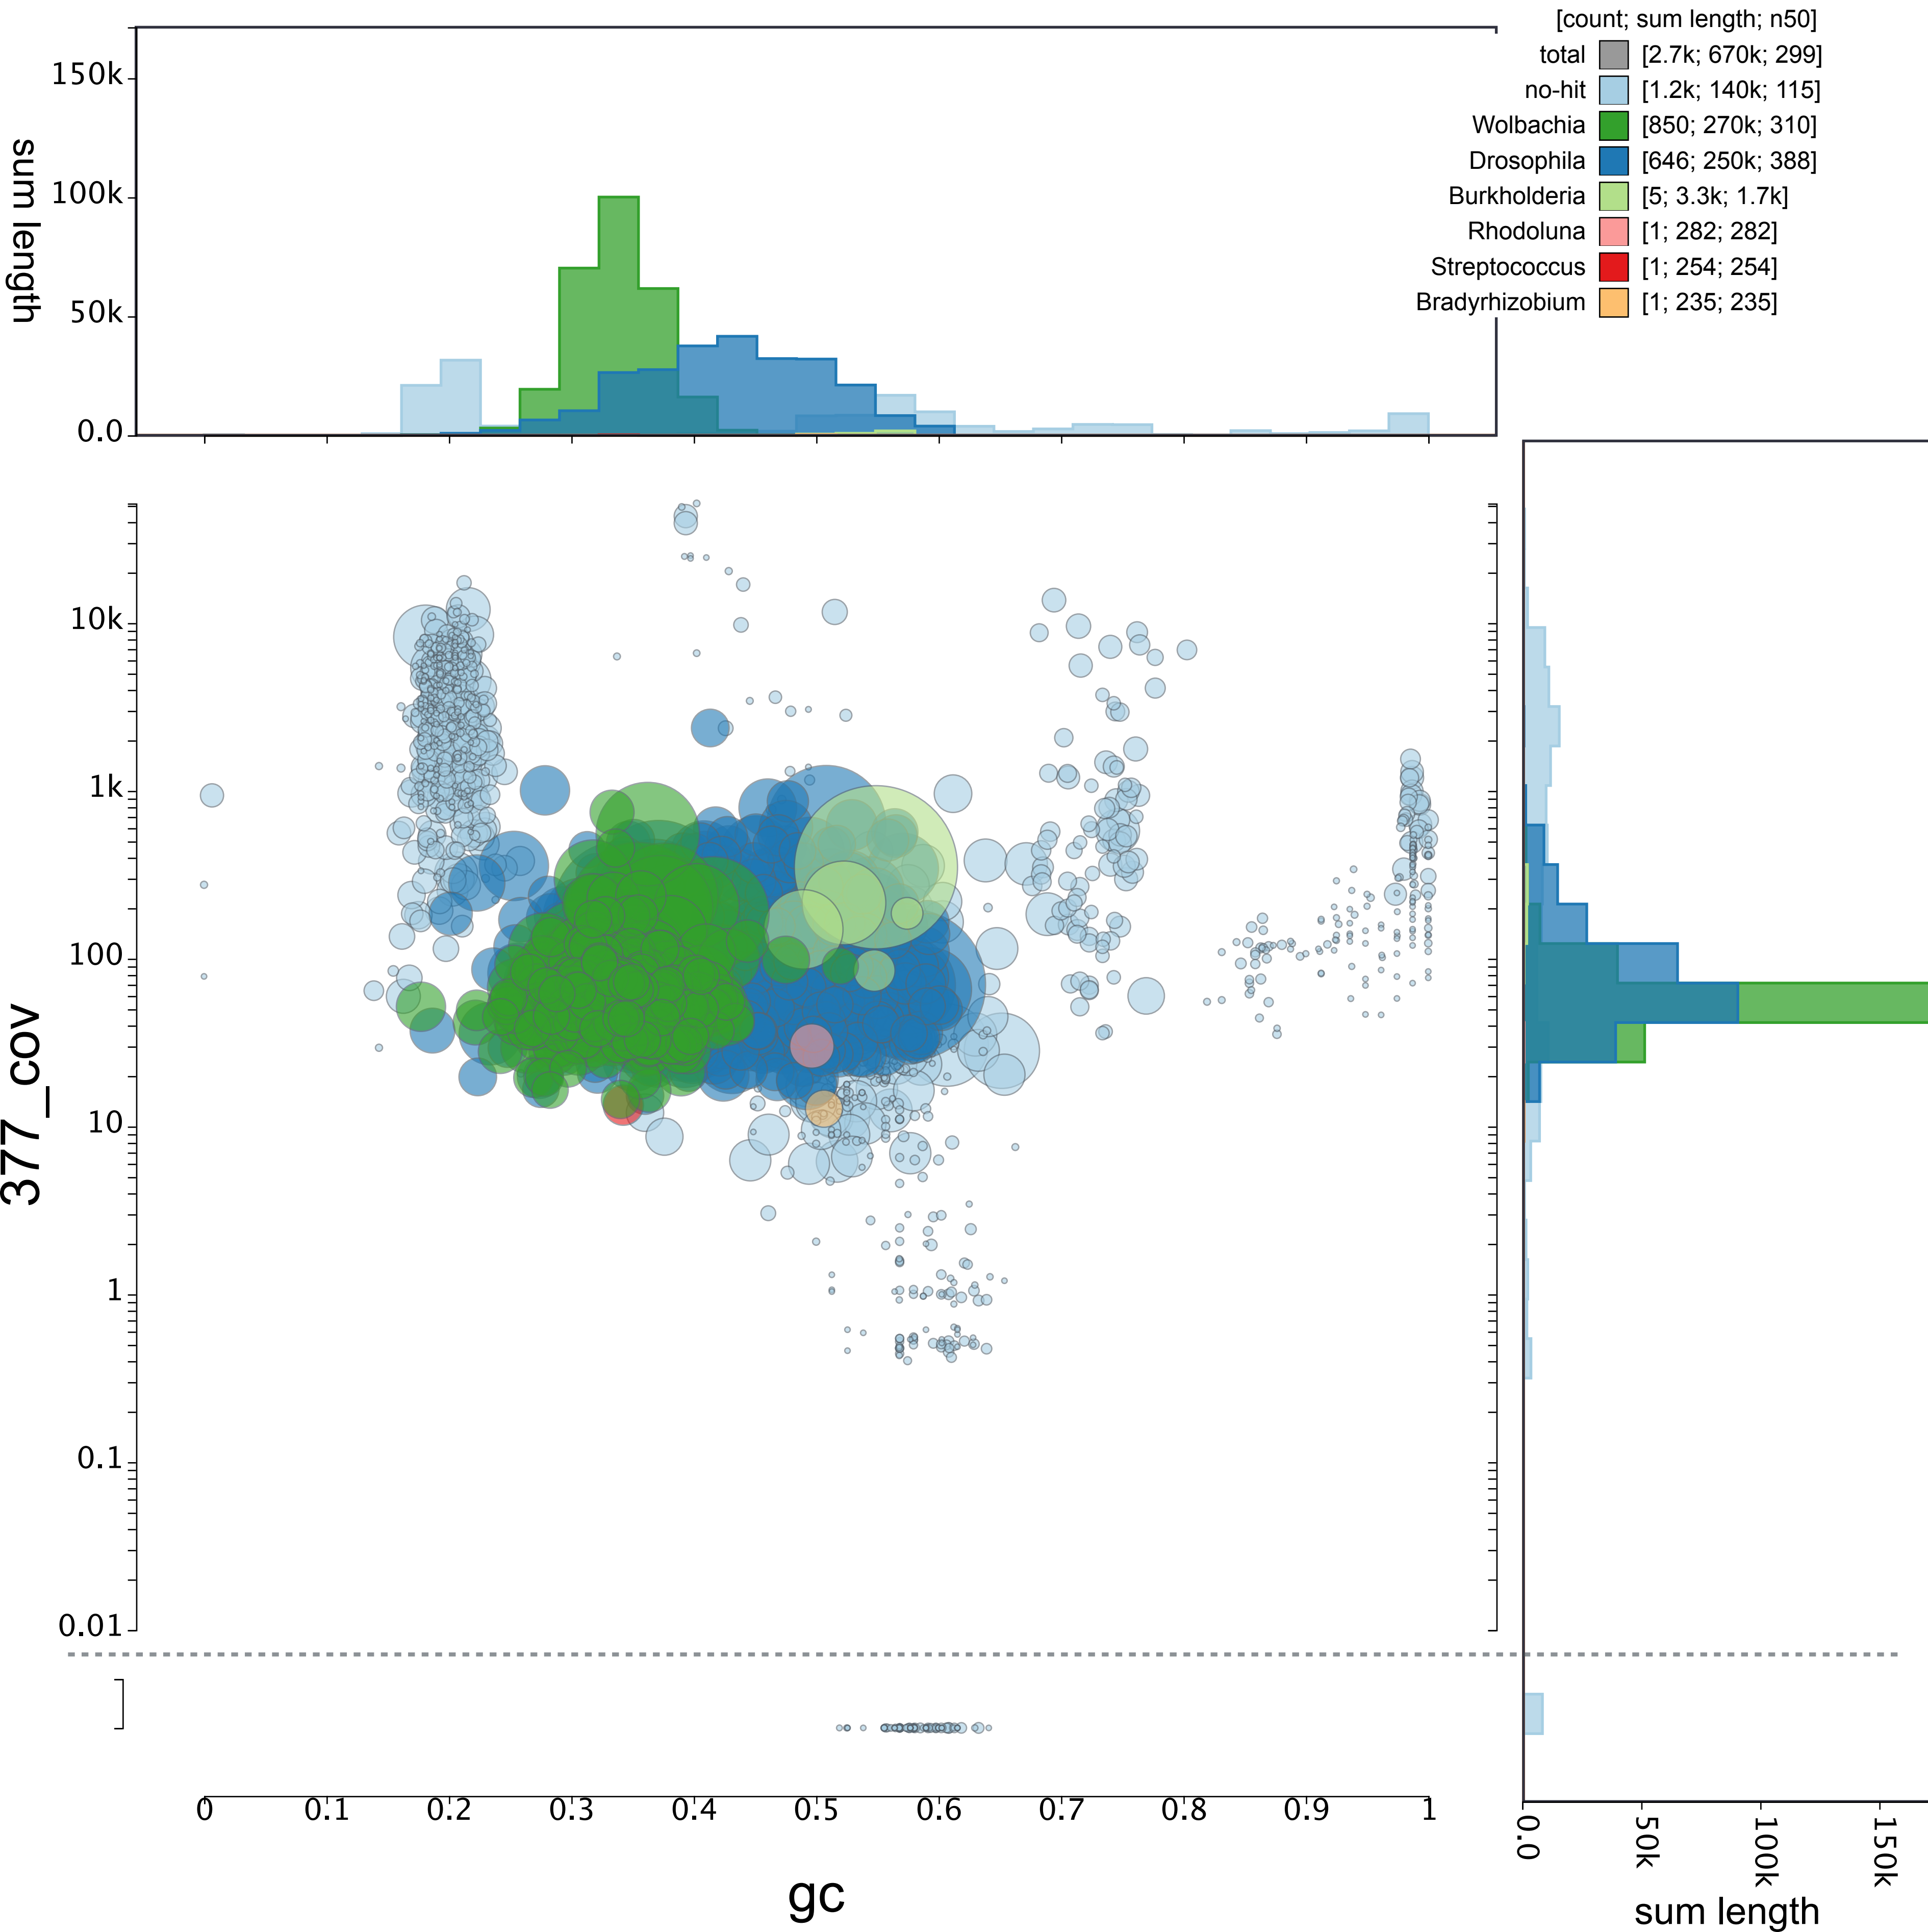 [count; sum length; n50]
total [2.7k; 670k; 299]
no-hit [1.2k; 140k; 115]
Wolbachia [850; 270k; 310]
Drosophila [646; 250k; 388]
Burkholderia [5; 3.3k; 1.7k]
Rhodoluna [1; 282; 282]
Streptococcus [1; 254; 254]
Bradyrhizobium [1; 235; 235]
sum length
150k
100k
50k
0.0
377_cov
10k
1k
100
10
1
0.1
0.01
0 0.1 0.2 0.3 0.4 0.5 0.6 0.7 0.8 0.9 1
gc
0.0 50k 100k 150k
sum length